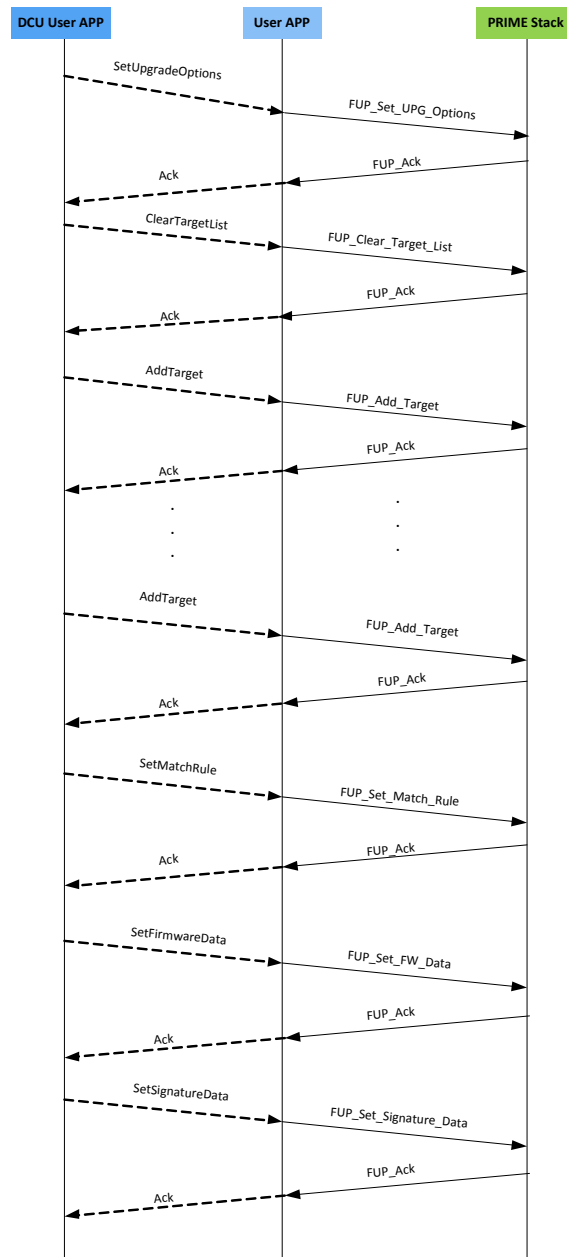 DCU User APP
User APP
PRIME Stack
SetUpgradeOptions
FUP_Set_UPG_Options
FUP_Ack
Ack
ClearTargetList
FUP_Clear_Target_List
FUP_Ack
Ack
AddTarget
FUP_Add_Target
FUP_Ack
Ack
.
.
.
.
.
.
AddTarget
FUP_Add_Target
FUP_Ack
Ack
SetMatchRule
FUP_Set_Match_Rule
FUP_Ack
Ack
SetFirmwareData
FUP_Set_FW_Data
FUP_Ack
Ack
SetSignatureData
FUP_Set_Signature_Data
FUP_Ack
Ack